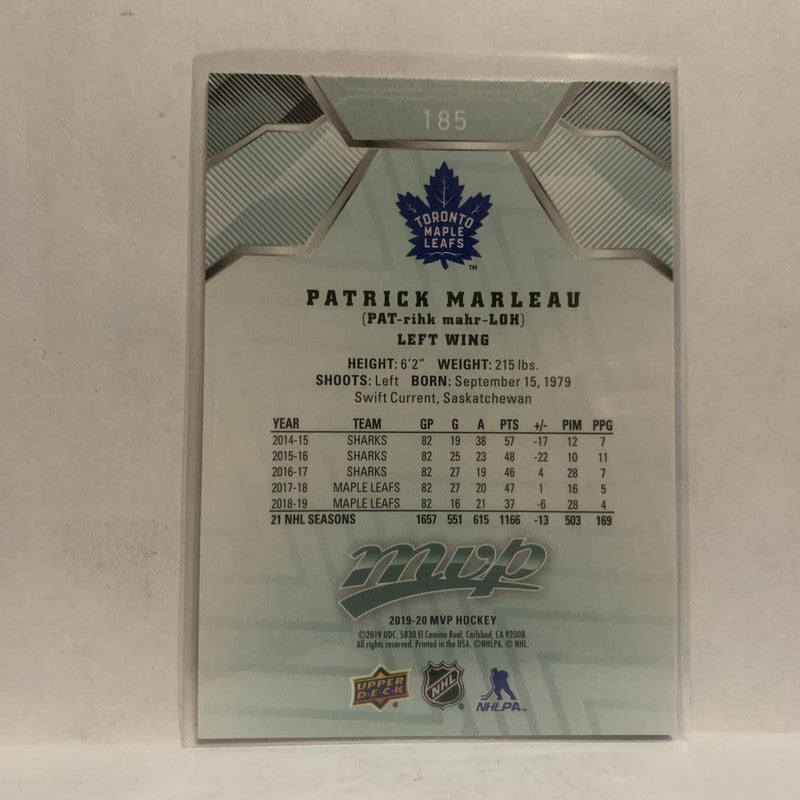 185
TORONTO
MAPLE
LEAFS
TM
PATRICK MARLEAU
(PAT-rihk mahr-LOH)
LEFT WING
HEIGHT: 6'2" WEIGHT: 215 lbs.
SHOOTS: Left BORN: September 15, 1979
Swift Current, Saskatchewan
YEAR TEAM GP G A PTS +/- PIM PPG
2014-15 SHARKS 82 19 38 57 -17 12 7
2015-16 SHARKS 82 25 23 48 -22 10 11
2016-17 SHARKS 82 27 19 46 4 28 7
2017-18 MAPLE LEAFS 82 27 20 47 1 16 5
2018-19 MAPLE LEAFS 82 16 21 37 -6 28 4
21 NHL SEASONS 1657 551 615 1166 -13 503 169
mvp
2019-20 MVP HOCKEY
©2019 UDC. 5830 El Camino Real, Carlsbad, CA 92008.
All rights reserved. Printed in the USA. ©NHLPA. © NHL.
UPPER DECK ® NHL ® NHLPA™